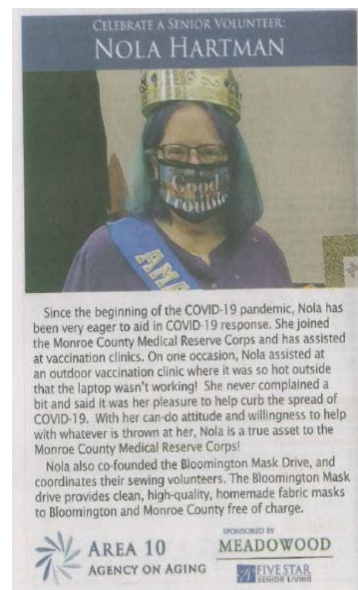 CELEBRATE A SENIOR VOLUNTEER:
NOLA HARTMAN
Good
Trouble
AMA
Since the beginning of the COVID-19 pandemic, Nola has
been very eager to aid in COVID-19 response. She joined
the Monroe County Medical Reserve Corps and has assisted
at vaccination clinics. On one occasion, Nola assisted at
an outdoor vaccination clinic where it was so hot outside
that the laptop wasn't working! She never complained a
bit and said it was her pleasure to help curb the spread of
COVID-19. With her can-do attitude and willingness to help
with whatever is thrown at her, Nola is a true asset to the
Monroe County Medical Reserve Corps!
Nola also co-founded the Bloomington Mask Drive, and
coordinates their sewing volunteers. The Bloomington Mask
drive provides clean, high-quality, homemade fabric masks
to Bloomington and Monroe County free of charge.
AREA 10
AGENCY ON AGING
SPONSORED BY
MEADOWOOD
FIVE STAR
SENIOR LIVING